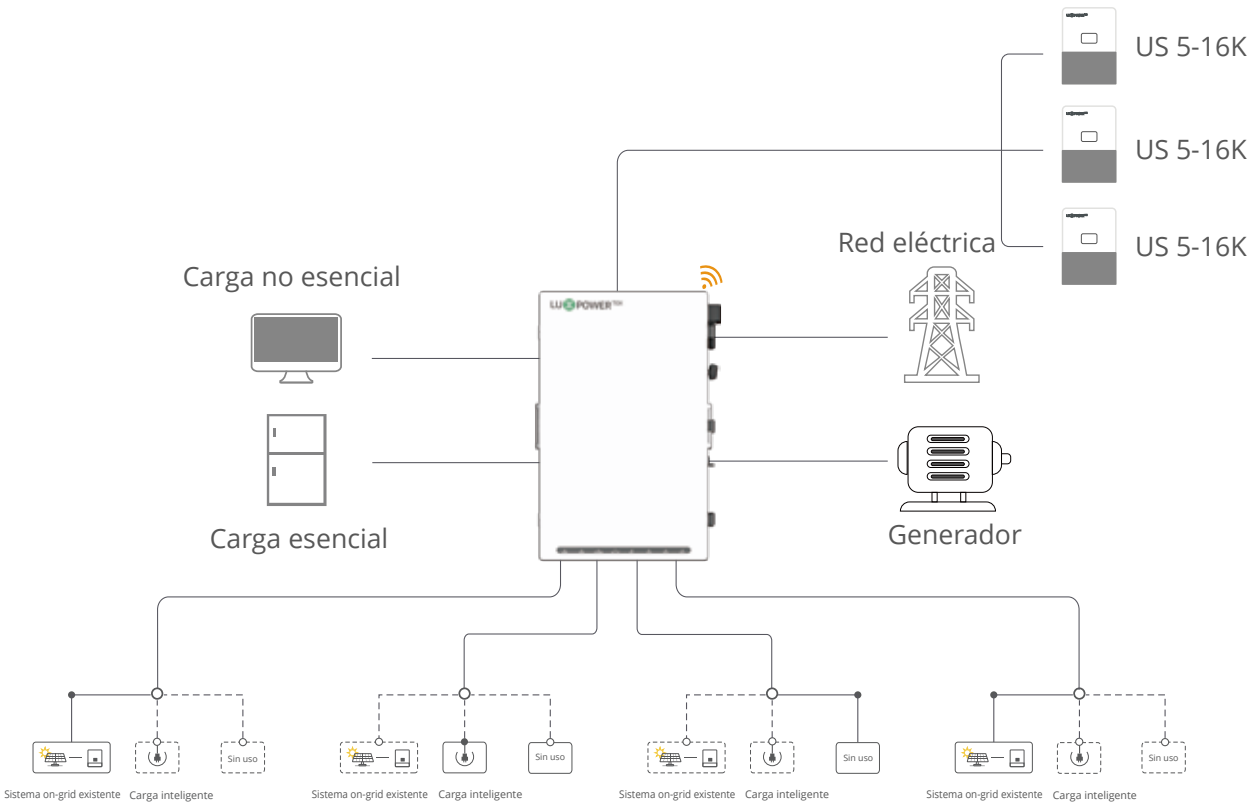 US 5-16K
US 5-16K
US 5-16K
Red eléctrica
Carga no esencial
LUXPOWER TEK
Carga esencial
Generador
Sin uso
Sin uso
Sin uso
Sin uso
Sistema on-grid existente
Carga inteligente
Sistema on-grid existente
Carga inteligente
Sistema on-grid existente
Carga inteligente
Sistema on-grid existente
Carga inteligente